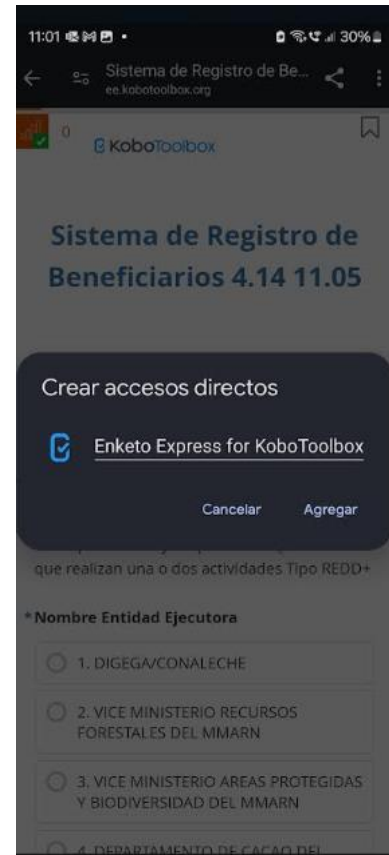 11:01
30%
Sistema de Registro de Be...
ee.kobotoolbox.org
0
KoboToolbox
Sistema de Registro de
Beneficiarios 4.14 11.05
Crear accesos directos
Enketo Express for KoboToolbox
Cancelar Agregar
que realizan una o dos actividades Tipo REDD+
* Nombre Entidad Ejecutora
1. DIGEGA/CONALECHE
2. VICE MINISTERIO RECURSOS
FORESTALES DEL MMARN
3. VICE MINISTERIO AREAS PROTEGIDAS
Y BIODIVERSIDAD DEL MMARN
4. DEPARTAMENTO DE CACAO DEL